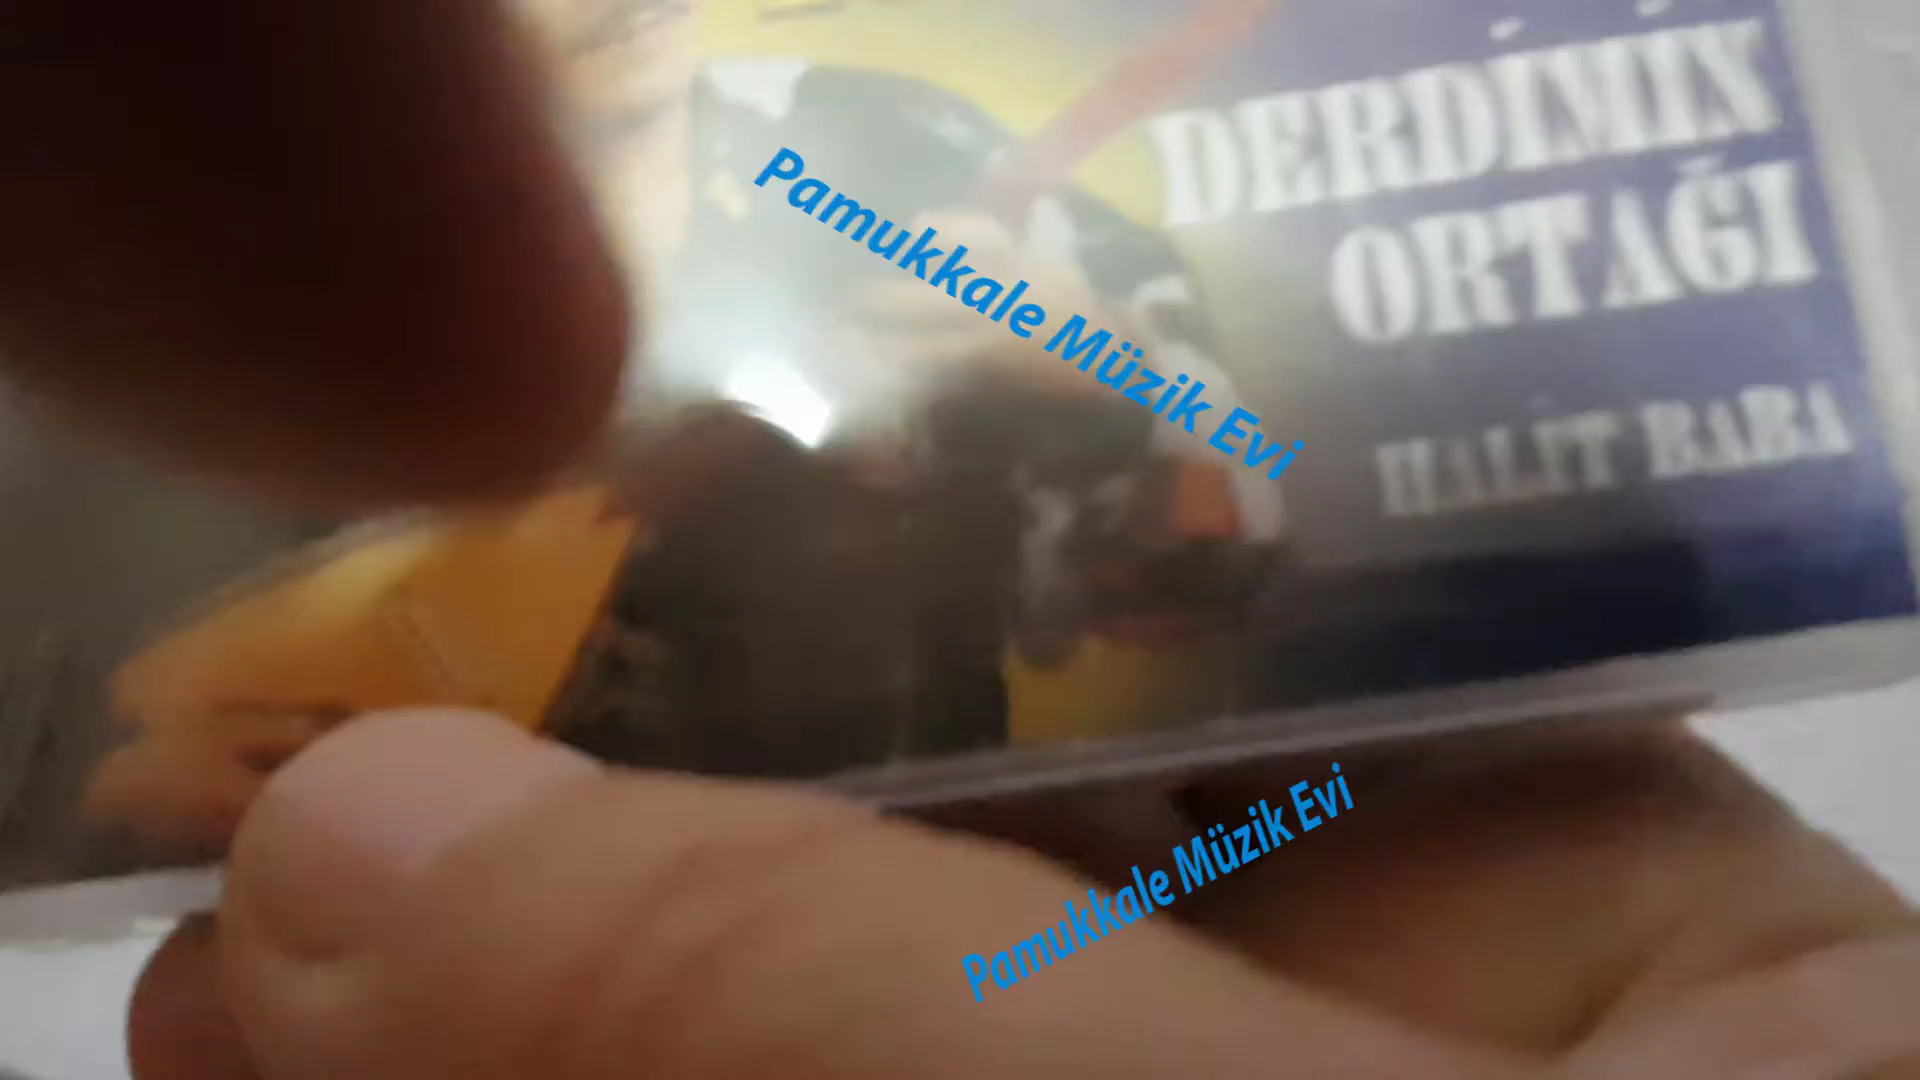 DERDİMİN
ORTAĞI
HALİT BABA
Pamukkale Müzik Evi
Pamukkale Müzik Evi